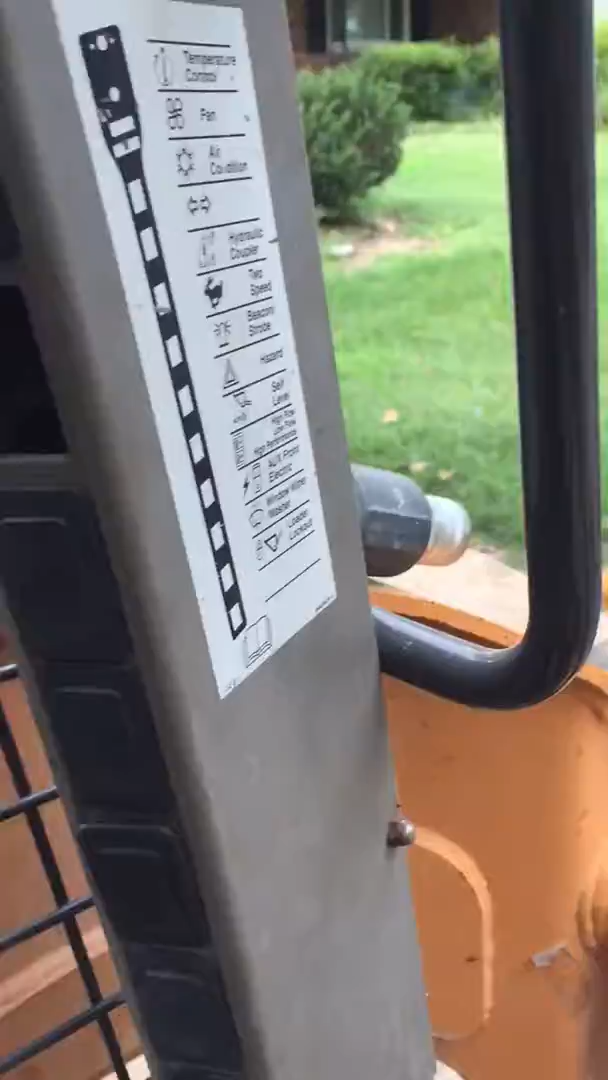 Temperature
Control
Fan
Air
Condition
Hydraulic
Coupler
Two
Speed
Beacon/
Strobe
Hazard
Self
Level
High Flow
Low Flow
High Performance
AUX Front
Electric
Window Wiper
Washer
Loader
Lockout